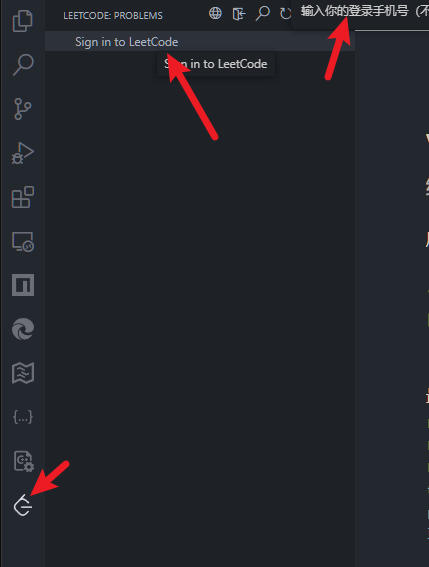 LEETCODE: PROBLEMS
输入你的登录手机号（不
Sign in to LeetCode
Sign in to LeetCode
{...}